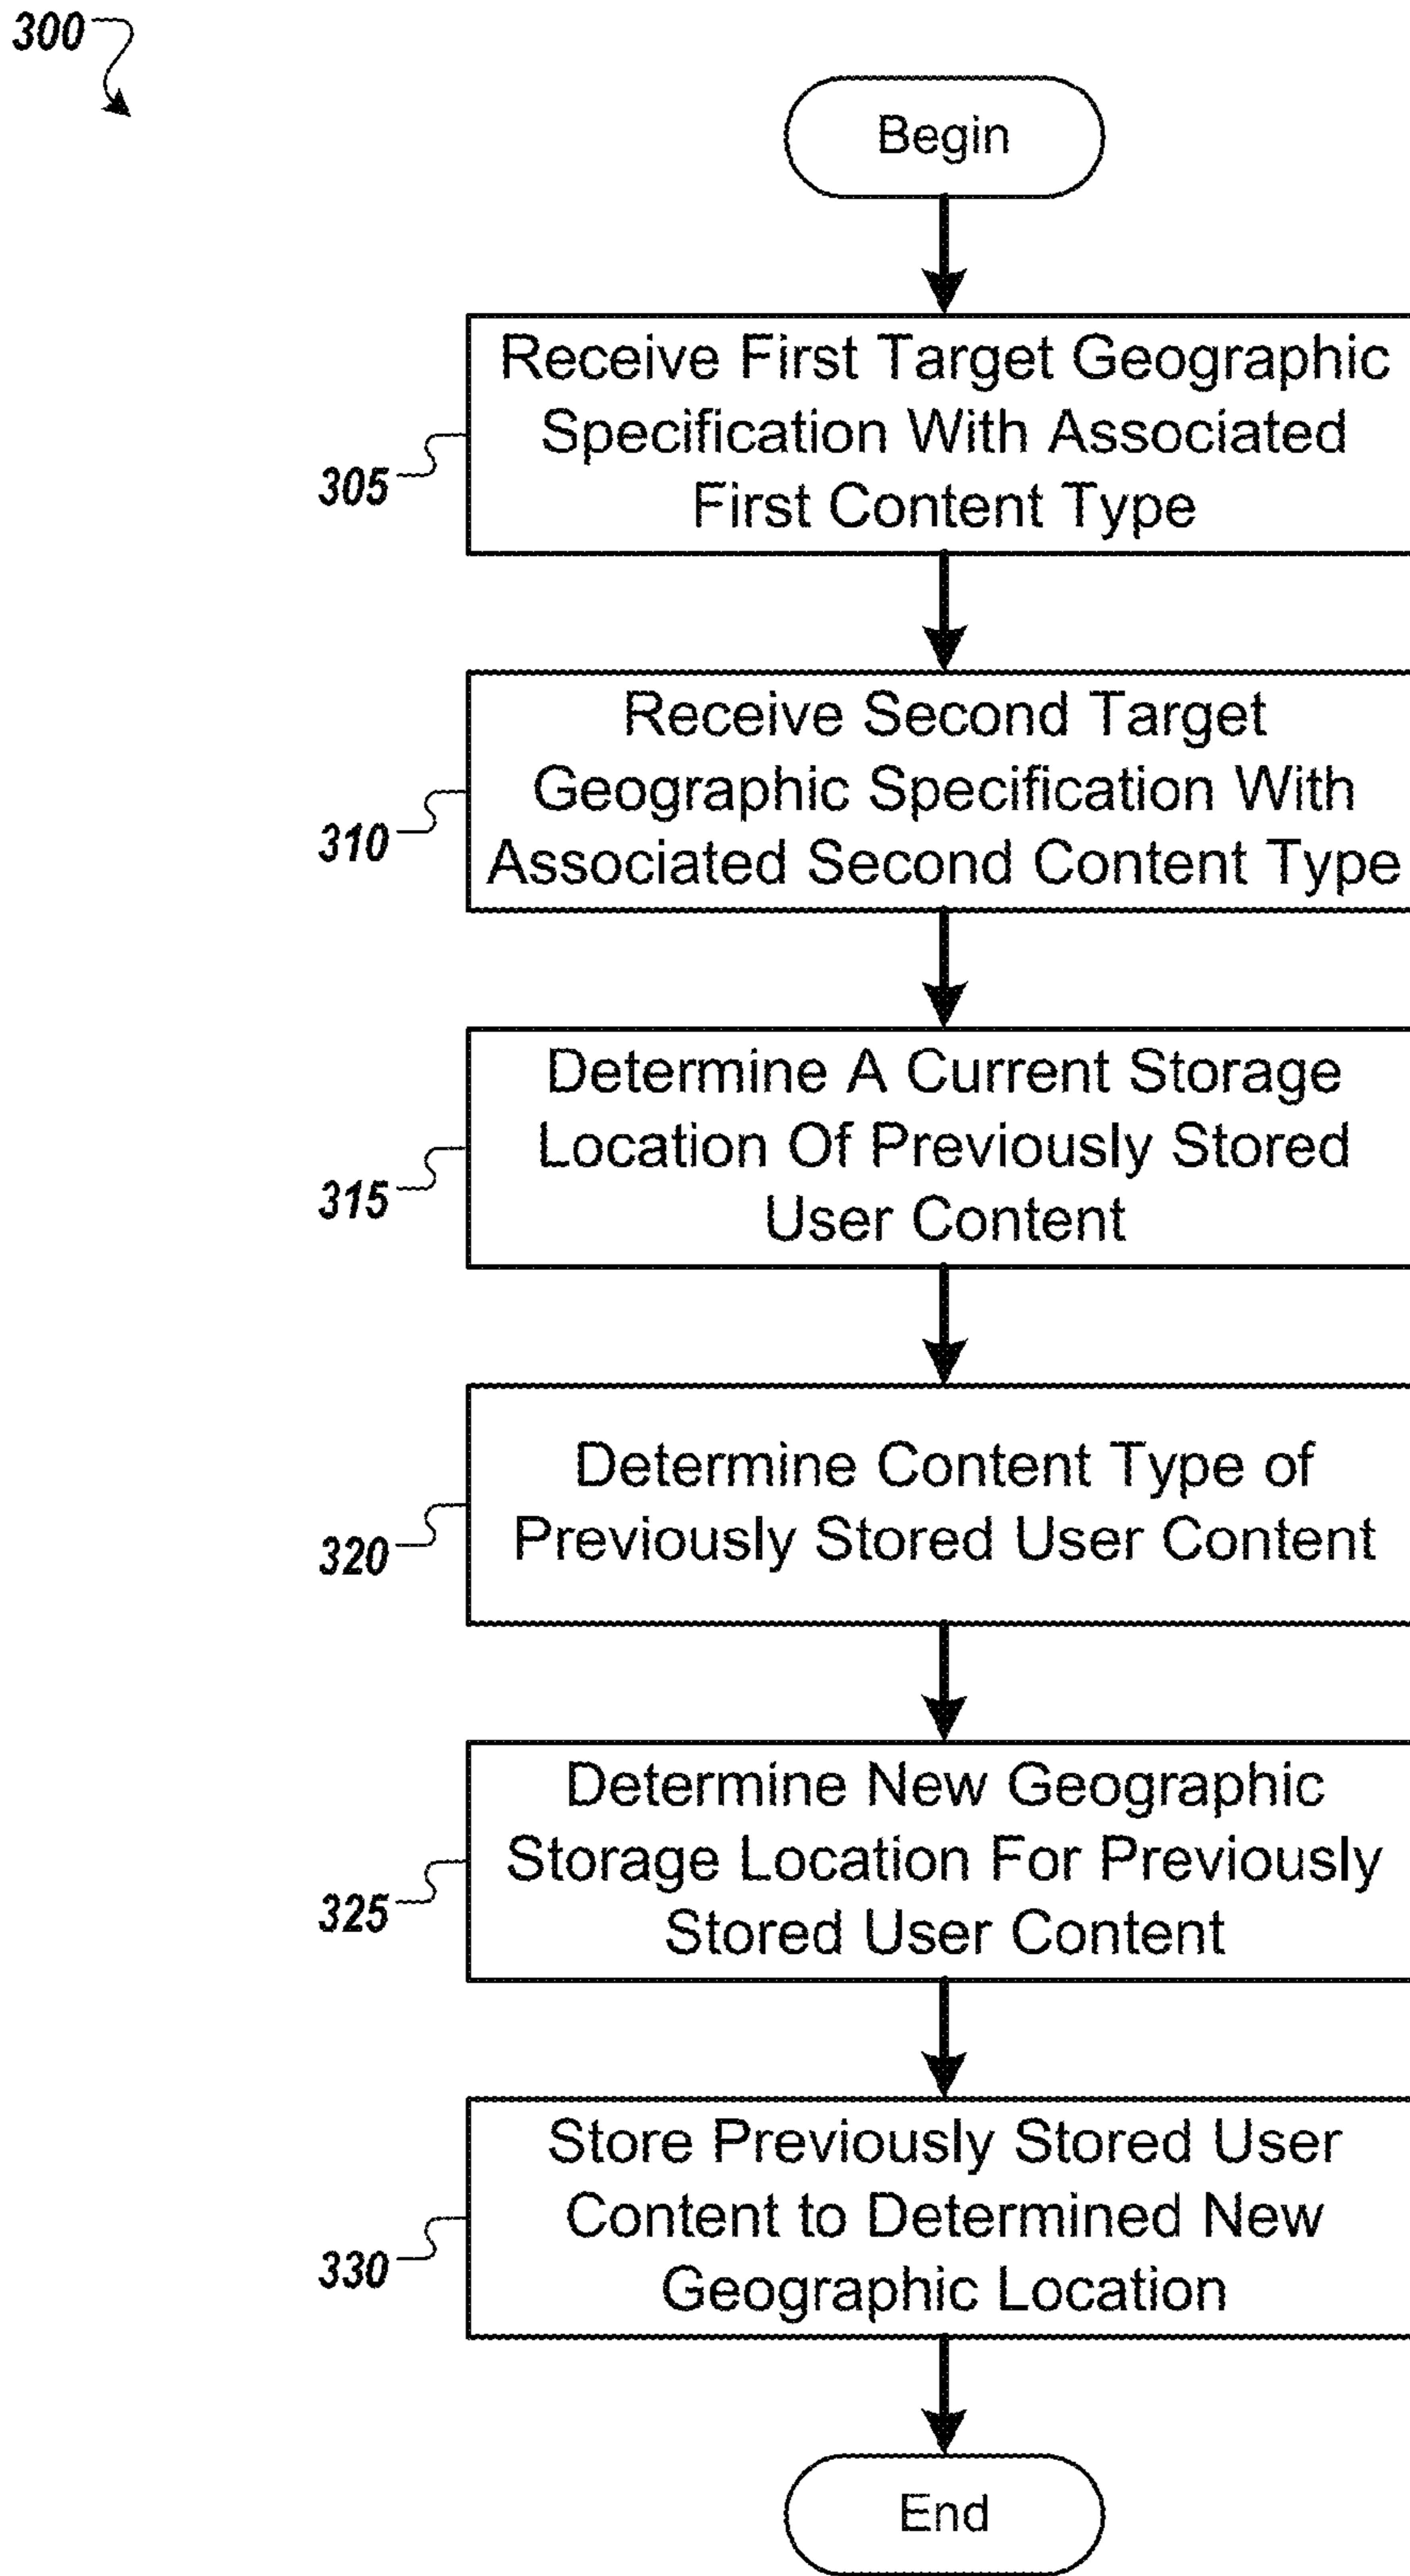 300
Begin
Receive First Target Geographic
Specification With Associated
First Content Type
305
Receive Second Target
Geographic Specification With
Associated Second Content Type
310
Determine A Current Storage
Location Of Previously Stored
User Content
315
Determine Content Type of
Previously Stored User Content
320
Determine New Geographic
Storage Location For Previously
Stored User Content
325
Store Previously Stored User
Content to Determined New
Geographic Location
330
End